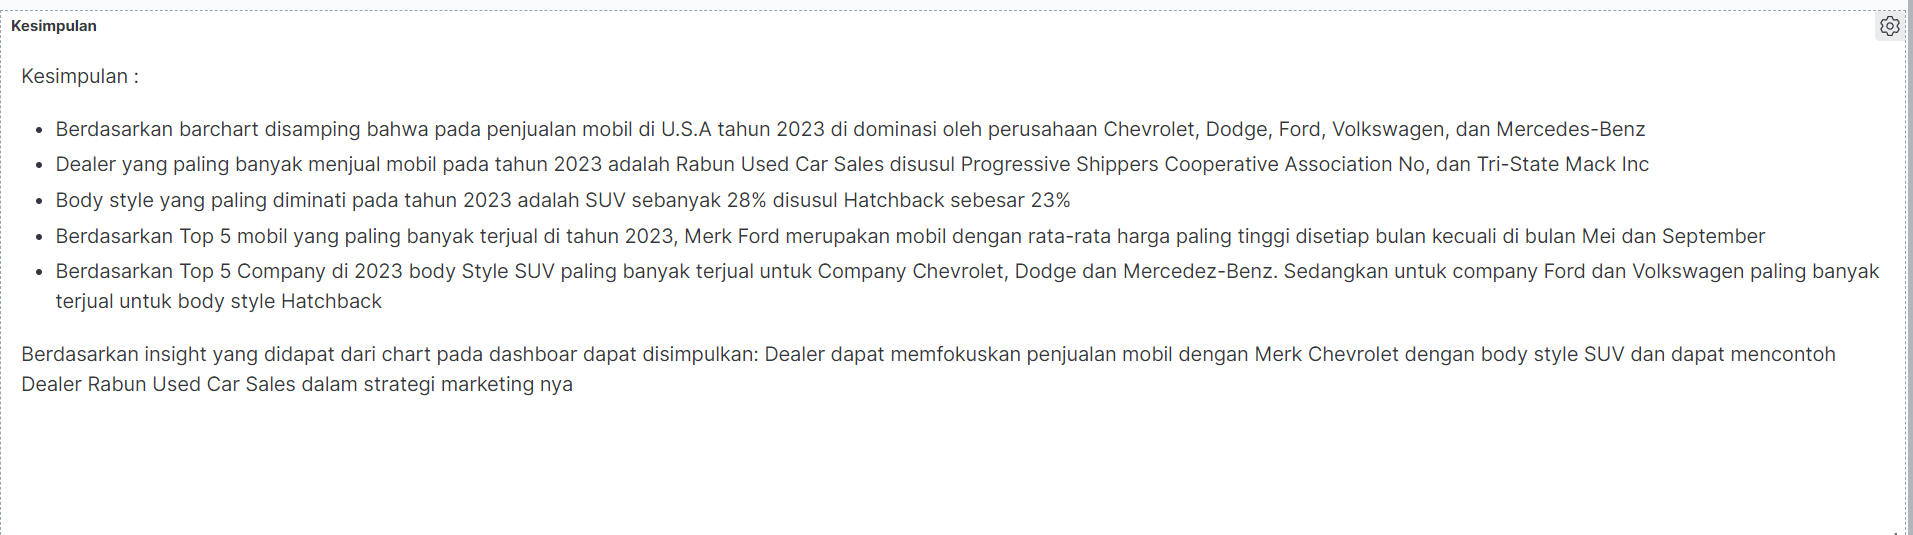 Kesimpulan
Kesimpulan :
• Berdasarkan barchart disamping bahwa pada penjualan mobil di U.S.A tahun 2023 di dominasi oleh perusahaan Chevrolet, Dodge, Ford, Volkswagen, dan Mercedes-Benz
• Dealer yang paling banyak menjual mobil pada tahun 2023 adalah Rabun Used Car Sales disusul Progressive Shippers Cooperative Association No, dan Tri-State Mack Inc
• Body style yang paling diminati pada tahun 2023 adalah SUV sebanyak 28% disusul Hatchback sebesar 23%
• Berdasarkan Top 5 mobil yang paling banyak terjual di tahun 2023, Merk Ford merupakan mobil dengan rata-rata harga paling tinggi disetiap bulan kecuali di bulan Mei dan September
• Berdasarkan Top 5 Company di 2023 body Style SUV paling banyak terjual untuk Company Chevrolet, Dodge dan Mercedez-Benz. Sedangkan untuk company Ford dan Volkswagen paling banyak
terjual untuk body style Hatchback
Berdasarkan insight yang didapat dari chart pada dashboar dapat disimpulkan: Dealer dapat memfokuskan penjualan mobil dengan Merk Chevrolet dengan body style SUV dan dapat mencontoh
Dealer Rabun Used Car Sales dalam strategi marketing nya